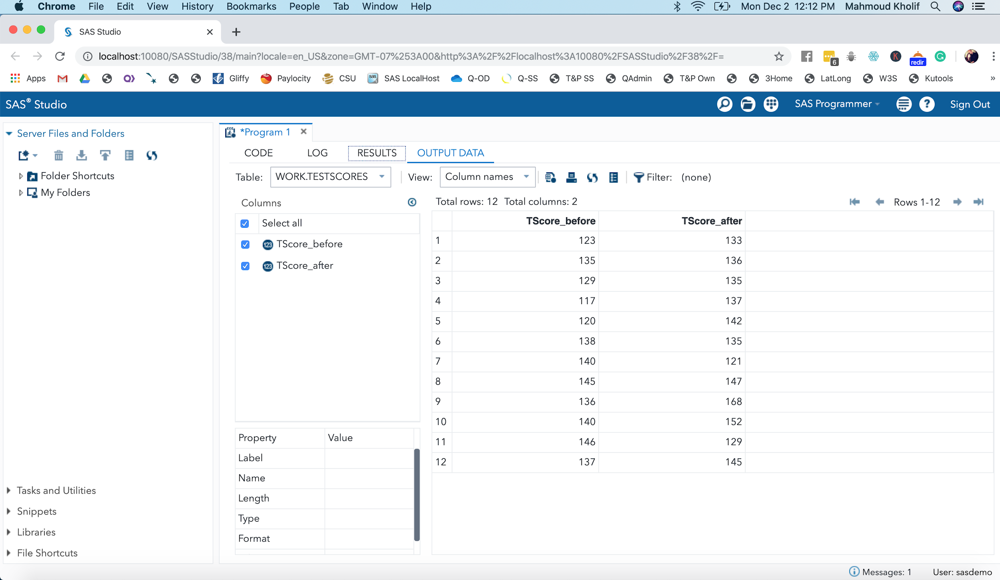 Chrome File Edit View History Bookmarks People Tab Window Help Mon Dec 2 12:12 PM Mahmoud Kholif
SAS Studio
localhost:10080/SASStudio/38/main?locale=en_US&zone=GMT-07%253A00&http%3A%2F%2Flocalhost%3A10080%2FSASStudio%2F38%2F=
6
K
redir
G
Apps Gliffy Paylocity CSU sas SAS LocalHost Q-OD Q-SS T&P SS QAdmin T&P Own 3Home LatLong W3S Kutools »
SAS® Studio SAS Programmer ? Sign Out
Server Files and Folders
Folder Shortcuts
My Folders
Tasks and Utilities
Snippets
Libraries
File Shortcuts
*Program 1
CODE LOG RESULTS OUTPUT DATA
Table: WORK.TESTSCORES View: Column names Filter: (none)
Columns
Select all
123 TScore_before
123 TScore_after
Property Value
Label
Name
Length
Type
Format
Total rows: 12 Total columns: 2 Rows 1-12
TScore_before TScore_after
1 123 133
2 135 136
3 129 135
4 117 137
5 120 142
6 138 135
7 140 121
8 145 147
9 136 168
10 140 152
11 146 129
12 137 145
Messages: 1 User: sasdemo